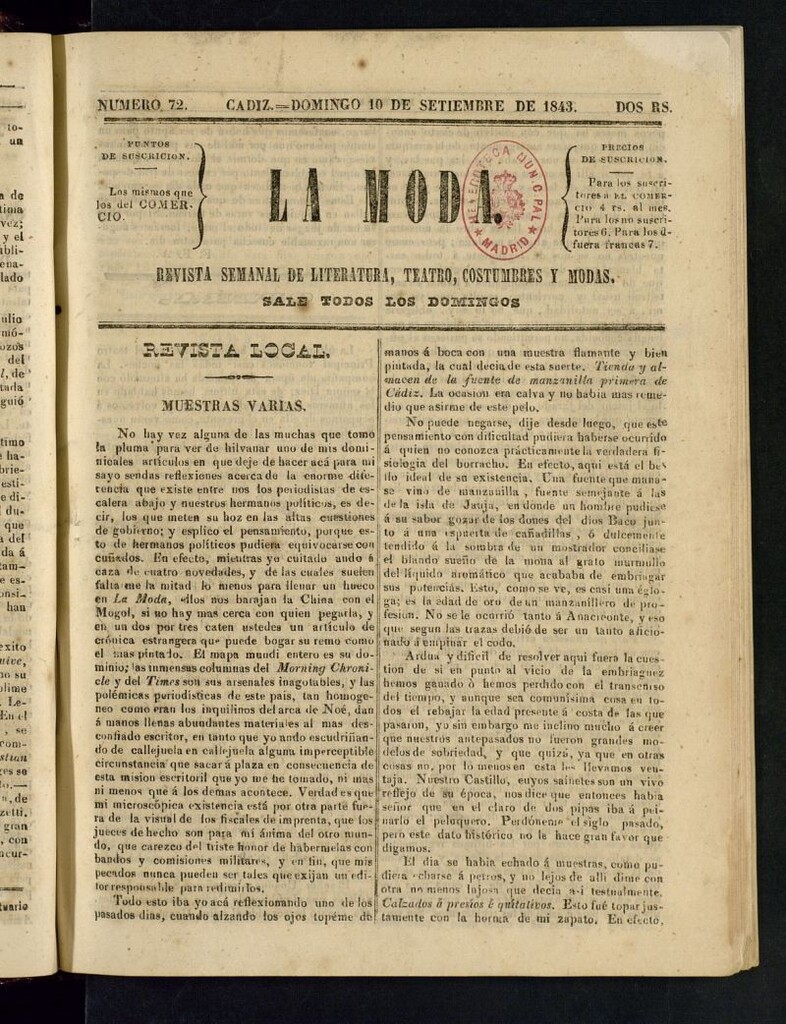 NUMERO 72. CADIZ.=DOMINGO 10 DE SETIEMBRE DE 1843. DOS RS.
PUNTOS
DE SUSCRICION.
Los mismos que
los del COMER-
CIO.
LA MODA.
HEMEROTECA MUNICIPAL
MADRID
PRECIOS
DE SUSCRICION.
Para los suscri-
tores a EL COMER-
CIO 4 rs. al mes.
Para los no suscri-
tores 6. Para los d-
fuera francas 7.
REVISTA SEMANAL DE LITERATURA, TEATRO, COSTUMBRES Y MODAS.
SALE TODOS LOS DOMINGOS
REVISTA LOCAL.
MUESTRAS VARIAS.
No hay vez alguna de las muchas que tomo
la pluma para ver de hilvanar uno de mis domi-
nicales artículos en que deje de hacer acá para mi
sayo sendas reflexiones acerca de la enorme dife-
rencia que existe entre nos los periodistas de es-
calera abajo y nuestros hermanos políticos, es de-
cir, los que meten su hoz en las altas cuestiones
de gobierno; y esplico el pensamiento, porque es-
to de hermanos políticos pudiera equivocarse con
cuñados. En efecto, mientras yo cuitado ando á
caza de cuatro novedades, y de las cuales suelen
faltarme la mitad lo menos para llenar un hueco
en La Moda, ellos nos barajan la China con el
Mogol, si no hay mas cerca con quien pegarla, y
en un dos por tres caten ustedes un artículo de
crónica estrangera que puede bogar su remo como
el mas pintado. El mapa mundi entero es su do-
minio; las inmensas columnas del Morning Chroni-
cle y del Times son sus arsenales inagotables, y las
polémicas periodísticas de este pais, tan homogé-
neo como eran los inquilinos del arca de Noé, dan
á manos llenas abundantes materiales al mas des-
confiado escritor, en tanto que yo ando escudriñan-
do de callejuela en callejuela alguna imperceptible
circunstancia que sacar á plaza en consecuencia de
esta mision escritoril que yo me he tomado, ni mas
ni menos que á los demas acontece. Verdad es que
mi microscópica existencia está por otra parte fue-
ra de la visual de los fiscales de imprenta, que los
jueces de hecho son para mi ánima del otro mun-
do, que carezco del triste honor de habérmelas con
bandos y comisiones militares, y en fin, que mis
pecados nunca pueden ser tales que exijan un edi-
tor responsable para redimirlos.
Todo esto iba yo acá reflexionando uno de los
pasados dias, cuando alzando los ojos topéme de
manos á boca con una muestra flamante y bien
pintada, la cual decia de esta suerte. Tienda y al-
macen de la fuente de manzanilla primera de
Cádiz. La ocasion era calva y no habia mas reme-
dio que asirme de este pelo.
No puede negarse, dije desde luego, que este
pensamiento con dificultad pudiera haberse ocurrido
á quien no conozca prácticamente la verdadera fi-
siologia del borracho. En efecto, aqui está el be-
llo ideal de su existencia. Una fuente que mana-
se vino de manzanilla, fuente semejante á las
de la isla de Jauja, en donde un hombre pudiese
á su sabor gozar de los dones del dios Baco jun-
to á una espuerta de cañadillas, ó dulcemente
tendido á la sombra de un mostrador conciliase
el blando sueño de la mona al grato murmullo
del líquido aromático que acababa de embriagar
sus potencias. Esto, como se ve, es casi una églo-
ga; es la edad de oro de un manzanillero de pro-
fesion. No se le ocurrió tanto á Anacreonte, y eso
que segun las trazas debió de ser un tanto aficio-
nado á empinar el codo.
Ardua y dificil de resolver aqui fuera la cues-
tion de si en punto al vicio de la embriaguez
hemos ganado ó hemos perdido con el transcurso
del tiempo, y aunque sea comunísima cosa en to-
dos el rebajar la edad presente á costa de las que
pasaron, yo sin embargo me inclino mucho á creer
que nuestros antepasados no fueron grandes mo-
delos de sobriedad, y que quizá, ya que en otras
cosas no, por lo menos en esta los llevamos ven-
taja. Nuestro Castillo, cuyos sainetes son un vivo
reflejo de su época, nos dice que entonces habia
señor que en el claro de dos pipas iba á pei-
narlo el peluquero. Perdóneme el siglo pasado,
pero este dato histórico no le hace gran favor que
digamos.
El dia se habia echado á muestras, como pu-
diera echarse á perros, y no lejos de alli dime con
otra no menos lujosa que decia asi testualmente.
Calzados á presios é quitativos. Esto fué topar jus-
tamente con la horma de mi zapato. En efecto,